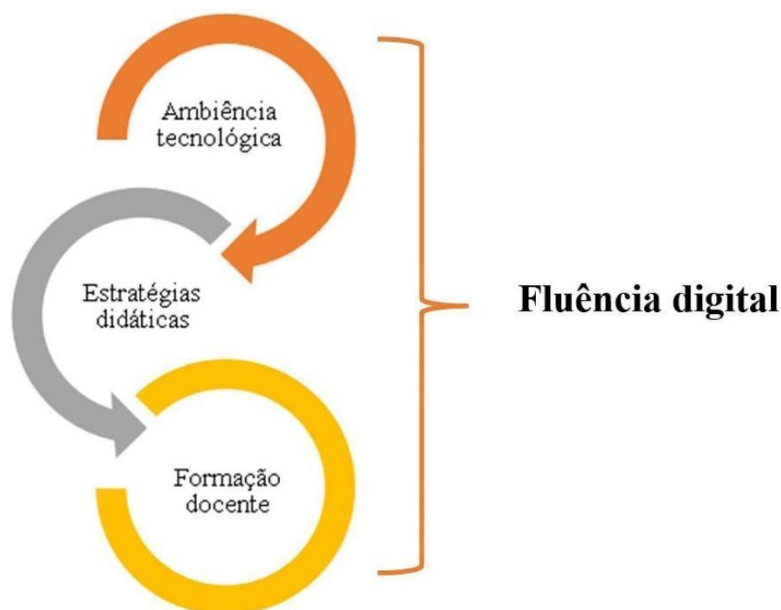 Ambiência
tecnológica
Estratégias
didáticas
Fluência digital
Formação
docente